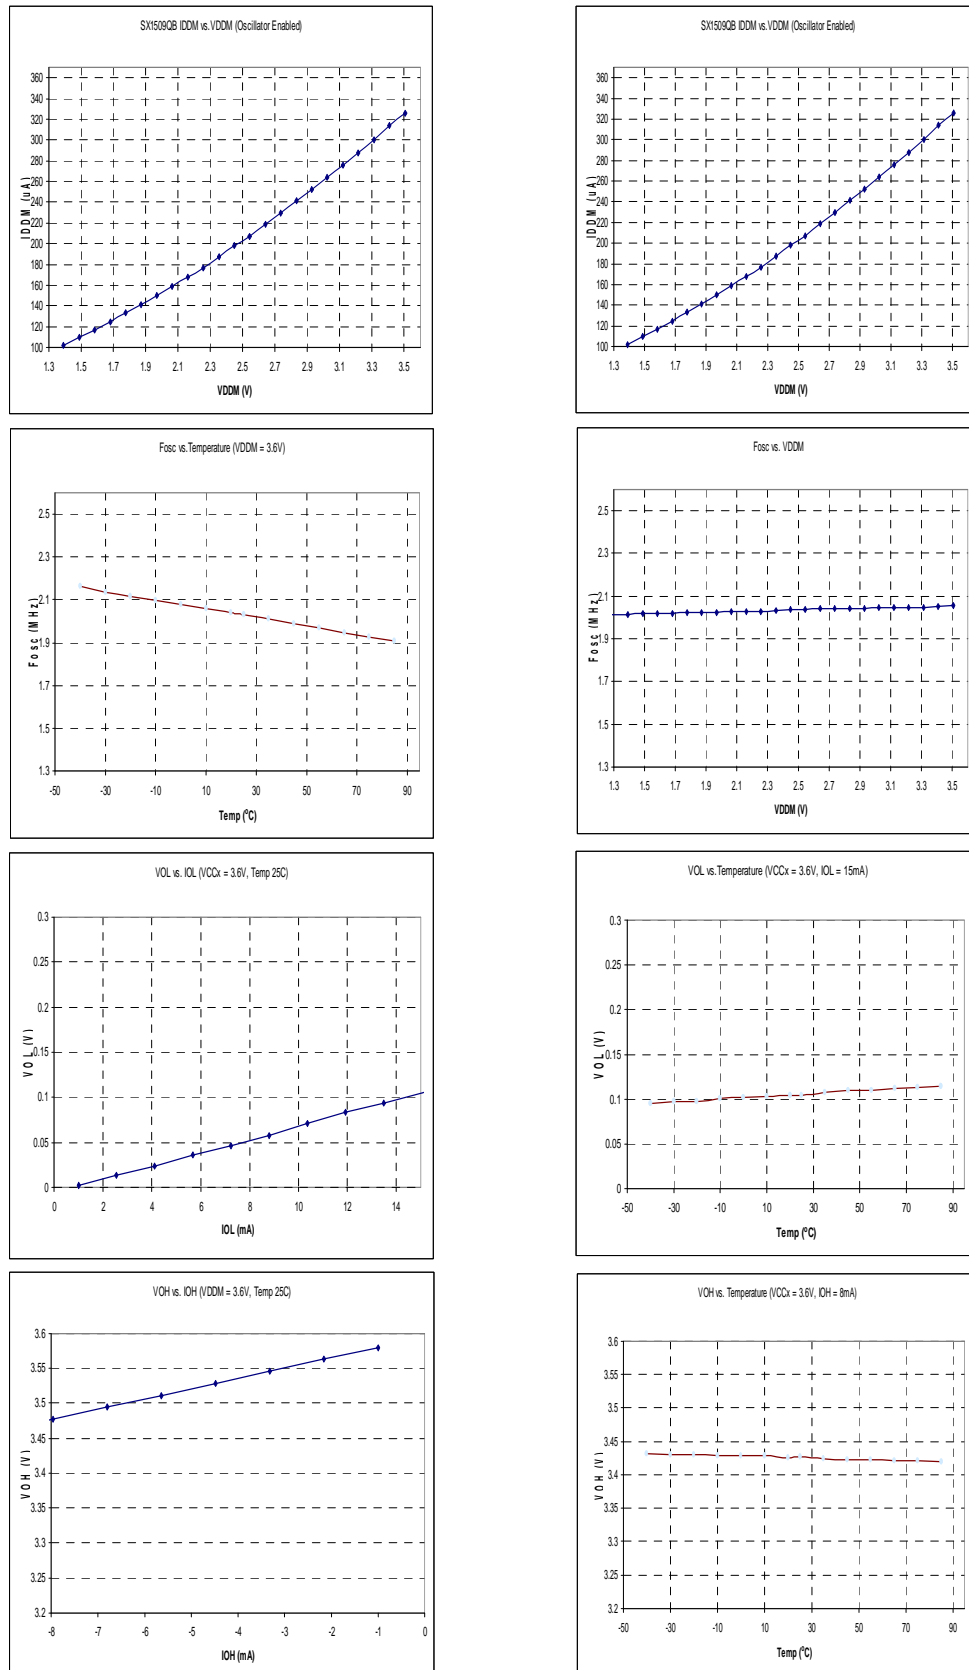 SX1509QB IDDM vs. VDDM (Oscillator Enabled)
360
340
320
300
280
260
240
220
200
180
160
140
120
100
IDDM (uA)
1.3 1.5 1.7 1.9 2.1 2.3 2.5 2.7 2.9 3.1 3.3 3.5
VDDM (V)
SX1509QB IDDM vs. VDDM (Oscillator Enabled)
360
340
320
300
280
260
240
220
200
180
160
140
120
100
IDDM (uA)
1.3 1.5 1.7 1.9 2.1 2.3 2.5 2.7 2.9 3.1 3.3 3.5
VDDM (V)
Fosc vs. Temperature (VDDM = 3.6V)
2.5
2.3
2.1
1.9
1.7
1.5
1.3
Fosc (MHz)
-50 -30 -10 10 30 50 70 90
Temp (°C)
Fosc vs. VDDM
2.5
2.3
2.1
1.9
1.7
1.5
1.3
Fosc (MHz)
1.3 1.5 1.7 1.9 2.1 2.3 2.5 2.7 2.9 3.1 3.3 3.5
VDDM (V)
VOL vs. IOL (VCCx = 3.6V, Temp 25C)
0.3
0.25
0.2
0.15
0.1
0.05
0
VOL (V)
0 2 4 6 8 10 12 14
IOL (mA)
VOL vs. Temperature (VCCx = 3.6V, IOL = 15mA)
0.3
0.25
0.2
0.15
0.1
0.05
0
VOL (V)
-50 -30 -10 10 30 50 70 90
Temp (°C)
VOH vs. IOH (VDDM = 3.6V, Temp 25C)
3.6
3.55
3.5
3.45
3.4
3.35
3.3
3.25
3.2
VOH (V)
-8 -7 -6 -5 -4 -3 -2 -1 0
IOH (mA)
VOH vs. Temperature (VCCx = 3.6V, IOH = 8mA)
3.6
3.55
3.5
3.45
3.4
3.35
3.3
3.25
3.2
VOH (V)
-50 -30 -10 10 30 50 70 90
Temp (°C)